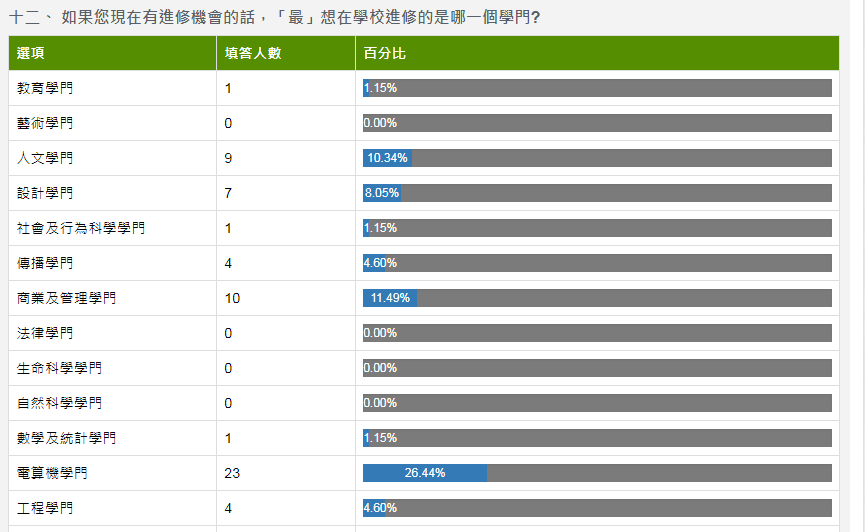 十二、 如果您現在有進修機會的話，「最」想在學校進修的是哪一個學門?
選項 填答人數 百分比
教育學門 1 1.15%
藝術學門 0 0.00%
人文學門 9 10.34%
設計學門 7 8.05%
社會及行為科學學門 1 1.15%
傳播學門 4 4.60%
商業及管理學門 10 11.49%
法律學門 0 0.00%
生命科學學門 0 0.00%
自然科學學門 0 0.00%
數學及統計學門 1 1.15%
電算機學門 23 26.44%
工程學門 4 4.60%